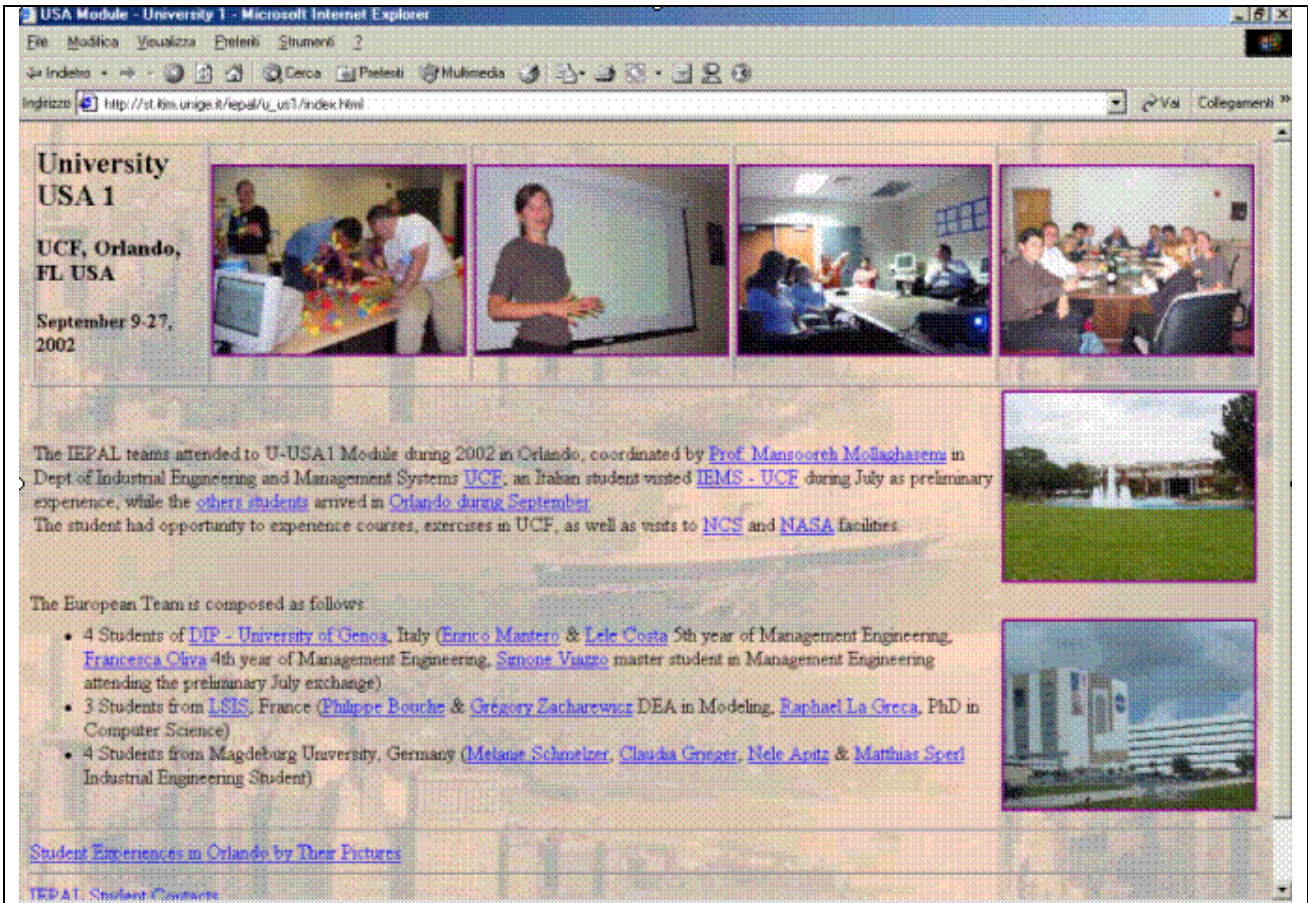 USA Module - University 1 - Microsoft Internet Explorer
File Modifica Visualizza Preferiti Strumenti ?
Indietro Cerca Preferiti Multimedia
Indirizzo http://st.itim.unige.it/iepal/u_us1/index.html Vai Collegamenti »
University
USA 1
UCF, Orlando,
FL USA
September 9-27,
2002
The IEPAL teams attended to U-USA1 Module during 2002 in Orlando, coordinated by Prof. Mansooreh Mollaghasemi in
Dept of Industrial Engineering and Management Systems UCF, an Italian student visited IEMS - UCF during July as preliminary
experience, while the others students arrived in Orlando during September
The student had opportunity to experience courses, exercises in UCF, as well as visits to NCS and NASA facilities.
The European Team is composed as follows:
4 Students of DIP - University of Genoa, Italy (Enrico Mantero & Lele Costa 5th year of Management Engineering,
Francesca Oliva 4th year of Management Engineering, Simone Viazzo master student in Management Engineering
attending the preliminary July exchange)
3 Students from LSIS, France (Philippe Bouche & Grégory Zacharewicz DEA in Modeling, Raphael La Greca, PhD in
Computer Science)
4 Students from Magdeburg University, Germany (Melanie Schmelzer, Claudia Grieger, Nele Apitz & Matthias Sperl
Industrial Engineering Student)
Student Experiences in Orlando by Their Pictures
IEPAL Student Contacts